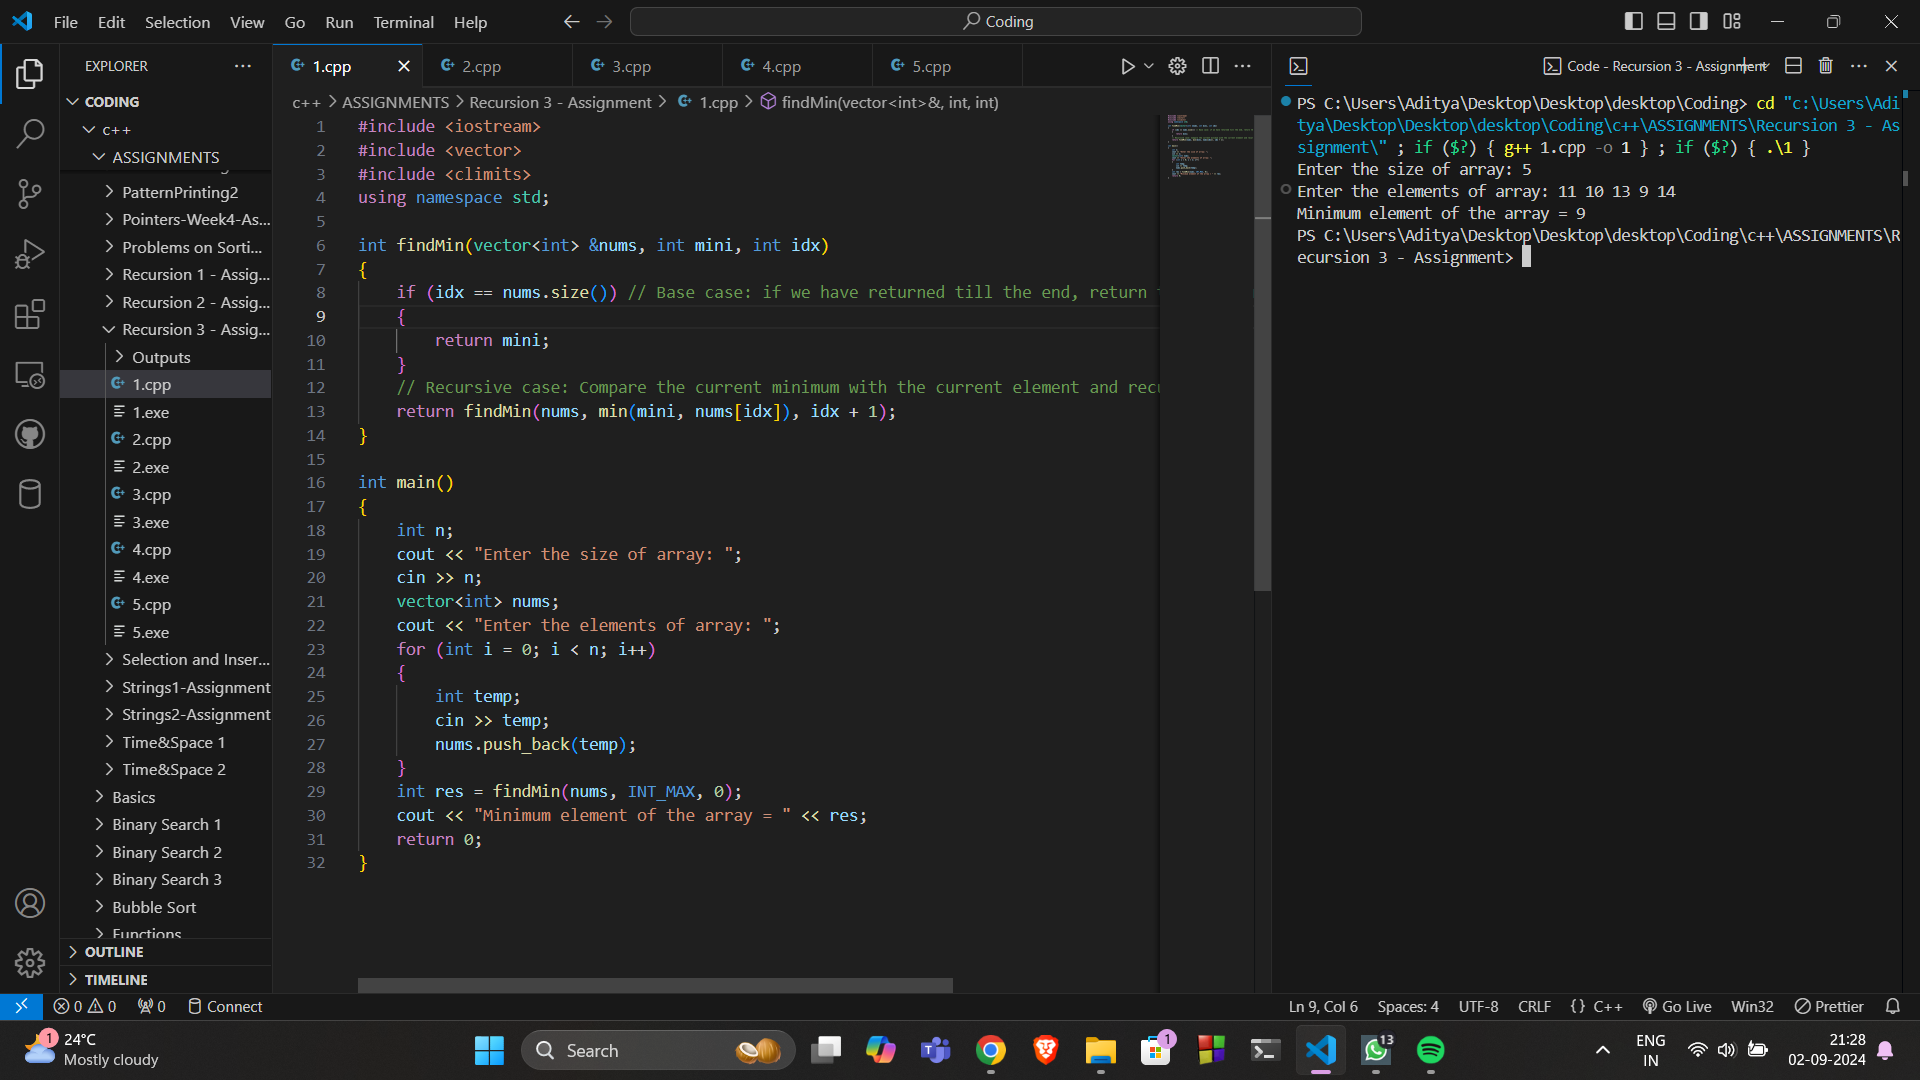 File Edit Selection View Go Run Terminal Help
Coding
EXPLORER
CODING
c++
ASSIGNMENTS
PatternPrinting2
Pointers-Week4-As...
Problems on Sorti...
Recursion 1 - Assig...
Recursion 2 - Assig...
Recursion 3 - Assig...
Outputs
1.cpp
1.exe
2.cpp
2.exe
3.cpp
3.exe
4.cpp
4.exe
5.cpp
5.exe
Selection and Inser...
Strings1-Assignment
Strings2-Assignment
Time&Space 1
Time&Space 2
Basics
Binary Search 1
Binary Search 2
Binary Search 3
Bubble Sort
Functions
OUTLINE
TIMELINE
1.cpp 2.cpp 3.cpp 4.cpp 5.cpp
c++ > ASSIGNMENTS > Recursion 3 - Assignment > 1.cpp > findMin(vector<int>&, int, int)
1 #include <iostream>
2 #include <vector>
3 #include <climits>
4 using namespace std;
5
6 int findMin(vector<int> &nums, int mini, int idx)
7 {
8 if (idx == nums.size()) // Base case: if we have returned till the end, return
9 {
10 return mini;
11 }
12 // Recursive case: Compare the current minimum with the current element and recu
13 return findMin(nums, min(mini, nums[idx]), idx + 1);
14 }
15
16 int main()
17 {
18 int n;
19 cout << "Enter the size of array: ";
20 cin >> n;
21 vector<int> nums;
22 cout << "Enter the elements of array: ";
23 for (int i = 0; i < n; i++)
24 {
25 int temp;
26 cin >> temp;
27 nums.push_back(temp);
28 }
29 int res = findMin(nums, INT_MAX, 0);
30 cout << "Minimum element of the array = " << res;
31 return 0;
32 }
Code - Recursion 3 - Assignment
PS C:\Users\Aditya\Desktop\Desktop\desktop\Coding> cd "c:\Users\Adi
tya\Desktop\Desktop\desktop\Coding\c++\ASSIGNMENTS\Recursion 3 - As
signment\" ; if ($?) { g++ 1.cpp -o 1 } ; if ($?) { .\1 }
Enter the size of array: 5
Enter the elements of array: 11 10 13 9 14
Minimum element of the array = 9
PS C:\Users\Aditya\Desktop\Desktop\desktop\Coding\c++\ASSIGNMENTS\R
ecursion 3 - Assignment>
0 0 0 Connect
Ln 9, Col 6 Spaces: 4 UTF-8 CRLF {} C++ Go Live Win32 Prettier
1
24°C
Mostly cloudy
Search
1
13
ENG
IN
21:28
02-09-2024